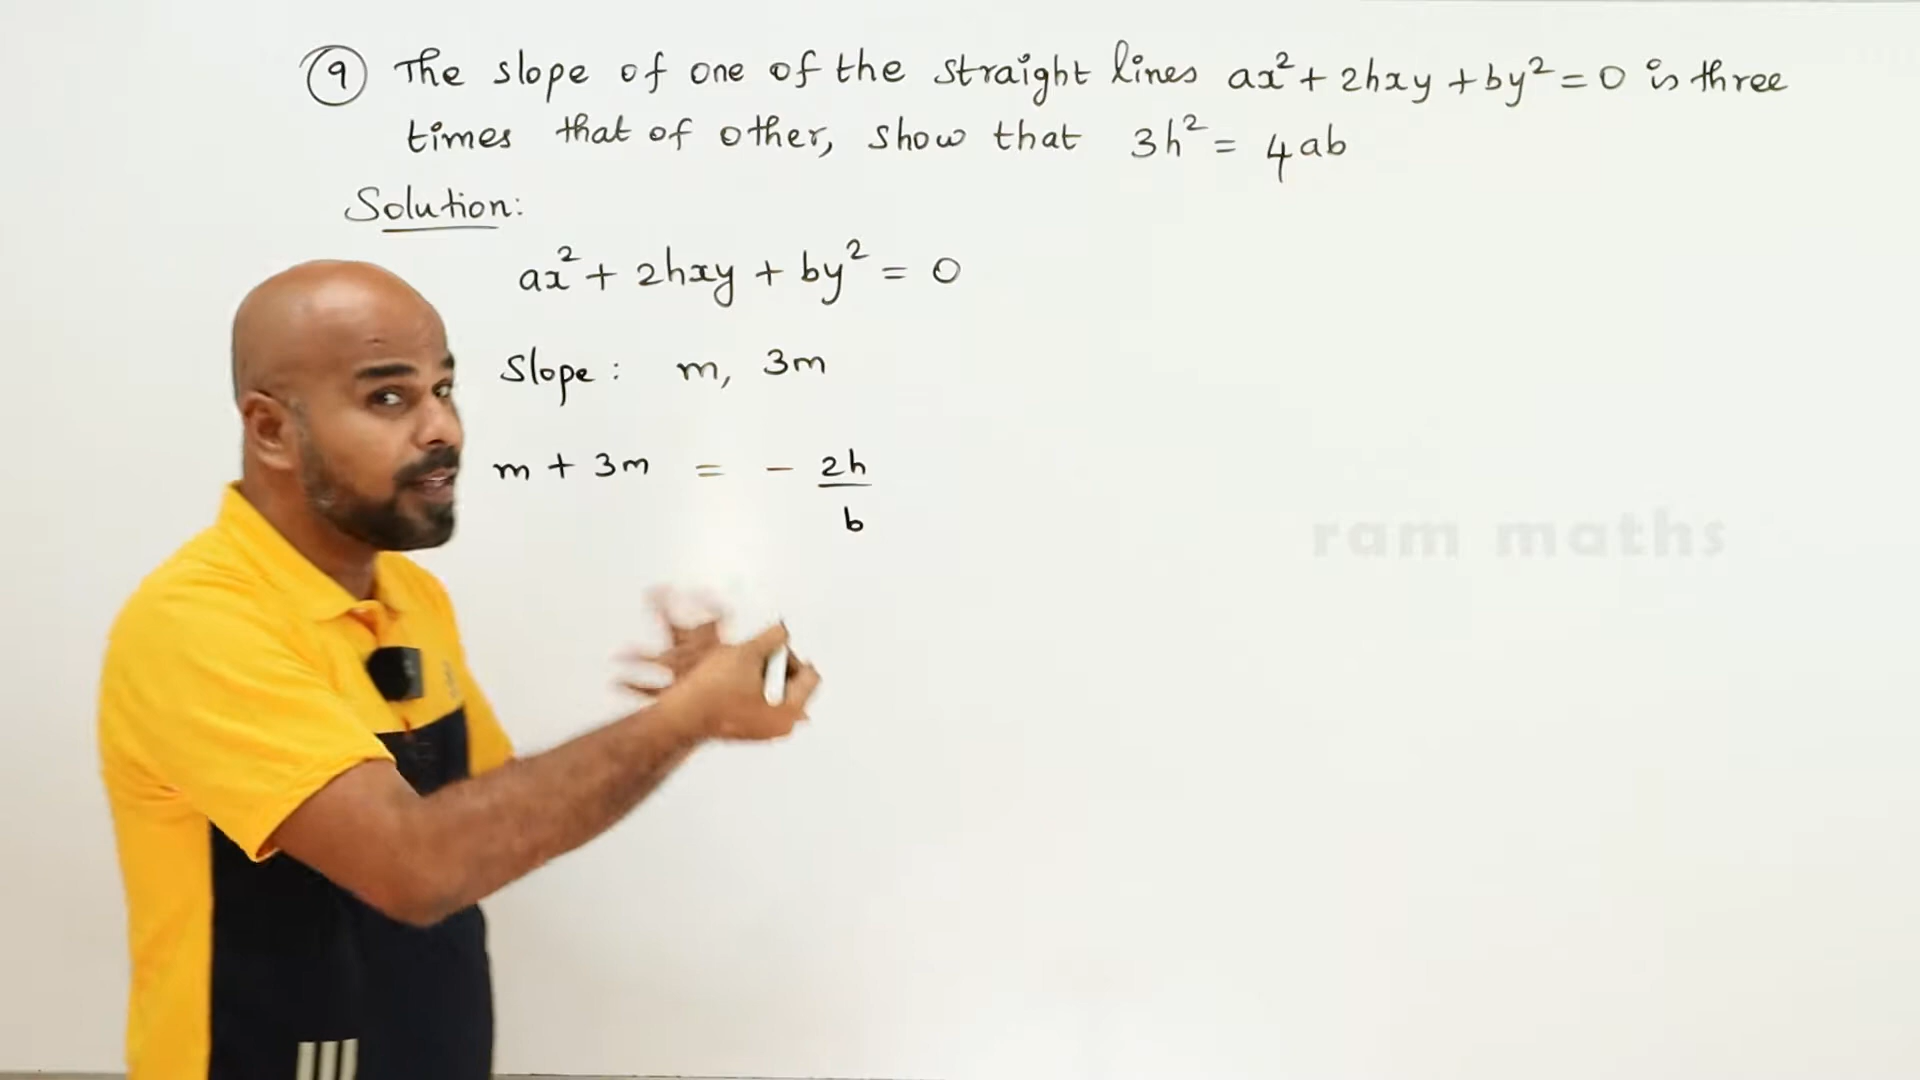 9 The slope of one of the straight lines ax² + 2hxy + by² = 0 is three
times that of other, show that 3h² = 4ab
Solution:
ax² + 2hxy + by² = 0
Slope : m, 3m
m + 3m = - 2h/b
ram maths